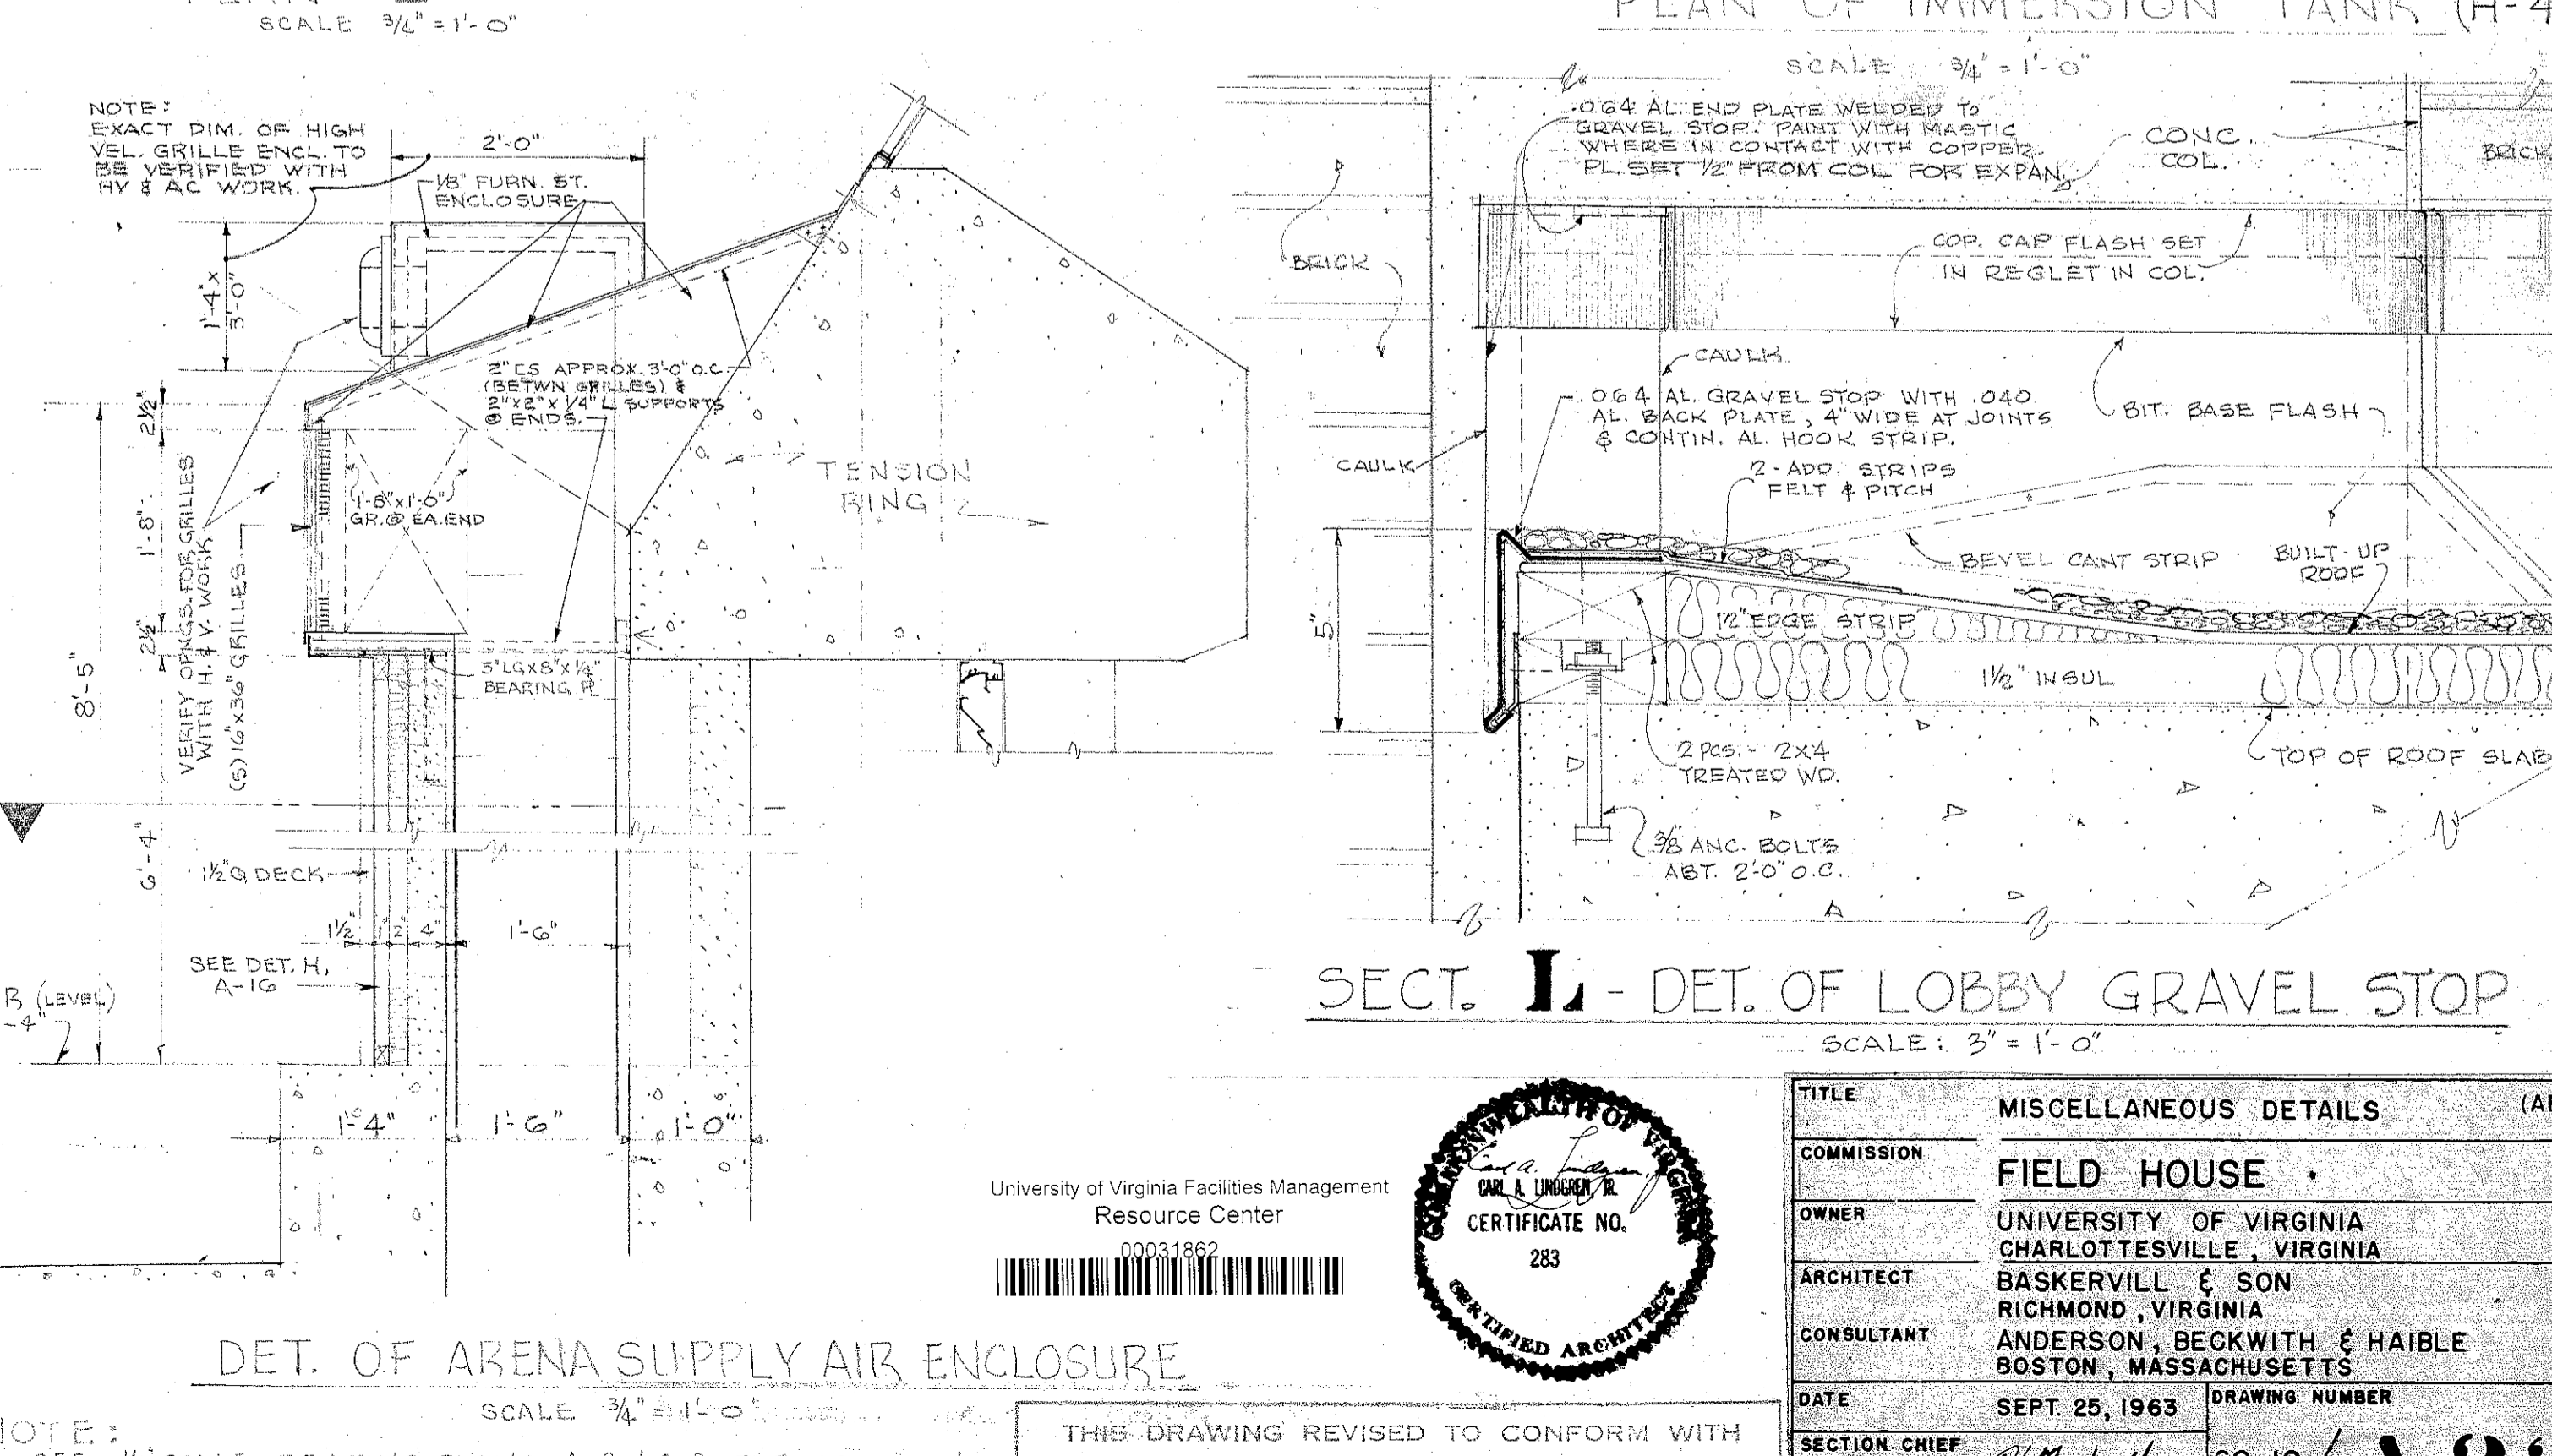 SCALE 3/4" = 1'-0"
PLAN OF IMMERSION TANK (H-4
SCALE 3/4" = 1'-0"
NOTE:
EXACT DIM. OF HIGH
VEL. GRILLE ENCL. TO
BE VERIFIED WITH
HV & AC WORK.
2'-0"
1/8" FURN. ST.
ENCLOSURE
1'-4" x
3'-0"
2" [S APPROX. 3'-0" O.C.
(BETWN GRILLES) &
2" x 2" x 1/4" L SUPPORTS
@ ENDS.
TENSION
RING
1'-8" x 1'-0"
GR. @ EA. END
2 1/2"
1'-8"
2 1/2"
8'-5"
6'-4"
VERIFY OPNGS. FOR GRILLES
WITH H. & V. WORK.
(5) 16" x 36" GRILLES
5" LG x 8" x 1/4"
BEARING PL
1 1/2" Q DECK
1 1/2" 1" 2" 4" 1'-6"
SEE DET. H,
A-16
R (LEVEL)
-4"
1'-4" 1'-6" 1'-0"
DET. OF ARENA SUPPLY AIR ENCLOSURE
SCALE 3/4" = 1'-0"
NOTE:
.064 AL. END PLATE WELDED TO
GRAVEL STOP. PAINT WITH MASTIC
WHERE IN CONTACT WITH COPPER.
PL. SET 1/2" FROM COL FOR EXPAN.
CONC.
COL.
BRICK
BRICK
COP. CAP FLASH SET
IN REGLET IN COL.
CAULK
.064 AL. GRAVEL STOP WITH .040
AL. BACK PLATE, 4" WIDE AT JOINTS
& CONTIN. AL. HOOK STRIP.
BIT. BASE FLASH
CAULK
2 - ADD. STRIPS
FELT & PITCH
BEVEL CANT STRIP
BUILT-UP
ROOF
5"
12" EDGE STRIP
1 1/2" INSUL
2 PCS. - 2X4
TREATED WD.
TOP OF ROOF SLAB
3/8 ANC. BOLTS
ABT. 2'-0" O.C.
SECT. L - DET. OF LOBBY GRAVEL STOP
SCALE: 3" = 1'-0"
University of Virginia Facilities Management
Resource Center
00031862
COMMONWEALTH OF VIRGINIA
Carl A. Lindgren, Jr.
CARL A. LINDGREN, JR.
CERTIFICATE NO.
283
CERTIFIED ARCHITECT
THIS DRAWING REVISED TO CONFORM WITH
TITLE MISCELLANEOUS DETAILS
COMMISSION FIELD HOUSE
OWNER UNIVERSITY OF VIRGINIA
CHARLOTTESVILLE, VIRGINIA
ARCHITECT BASKERVILL & SON
RICHMOND, VIRGINIA
CONSULTANT ANDERSON, BECKWITH & HAIBLE
BOSTON, MASSACHUSETTS
DATE SEPT. 25, 1963 DRAWING NUMBER
SECTION CHIEF